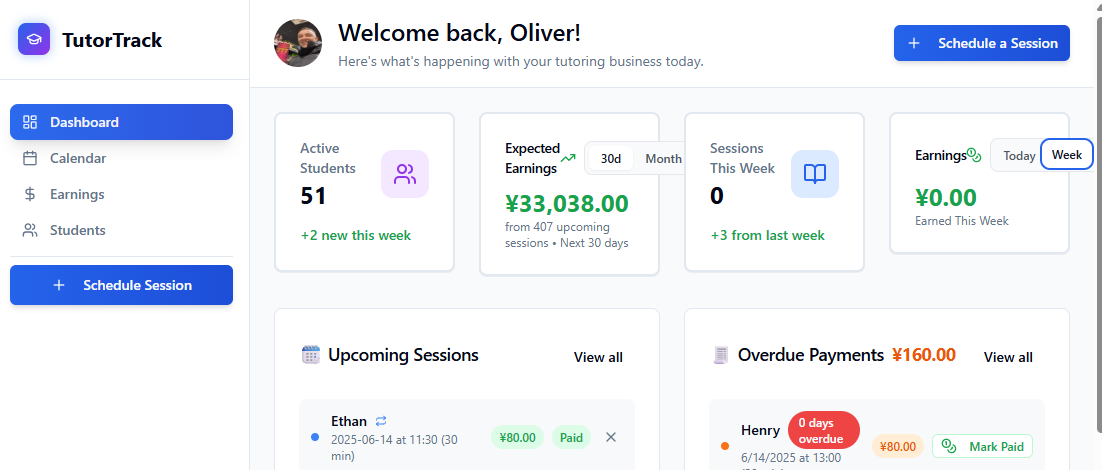 TutorTrack
Dashboard
Calendar
Earnings
Students
Schedule Session
Welcome back, Oliver!
Here's what's happening with your tutoring business today.
Schedule a Session
Active
Students
51
+2 new this week
Expected
Earnings
30d
Month
¥33,038.00
from 407 upcoming
sessions • Next 30 days
Sessions
This Week
0
+3 from last week
Earnings
Today
Week
¥0.00
Earned This Week
Upcoming Sessions
View all
Ethan
2025-06-14 at 11:30 (30
min)
¥80.00
Paid
Overdue Payments ¥160.00
View all
Henry
0 days
overdue
6/14/2025 at 13:00
¥80.00
Mark Paid